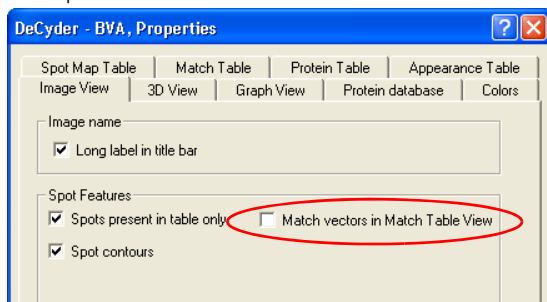 DeCyder - BVA, Properties
Spot Map Table Match Table Protein Table Appearance Table
Image View 3D View Graph View Protein database Colors
Image name
Long label in title bar
Spot Features
Spots present in table only Match vectors in Match Table View
Spot contours